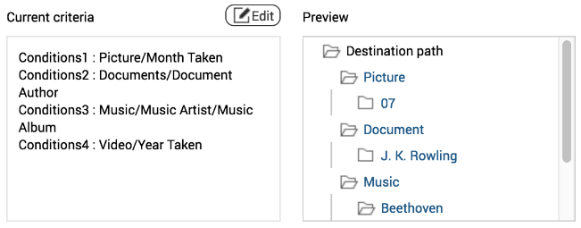 Current criteria
Edit
Preview
Conditions1 : Picture/Month Taken
Conditions2 : Documents/Document
Author
Conditions3 : Music/Music Artist/Music
Album
Conditions4 : Video/Year Taken
Destination path
Picture
07
Document
J. K. Rowling
Music
Beethoven